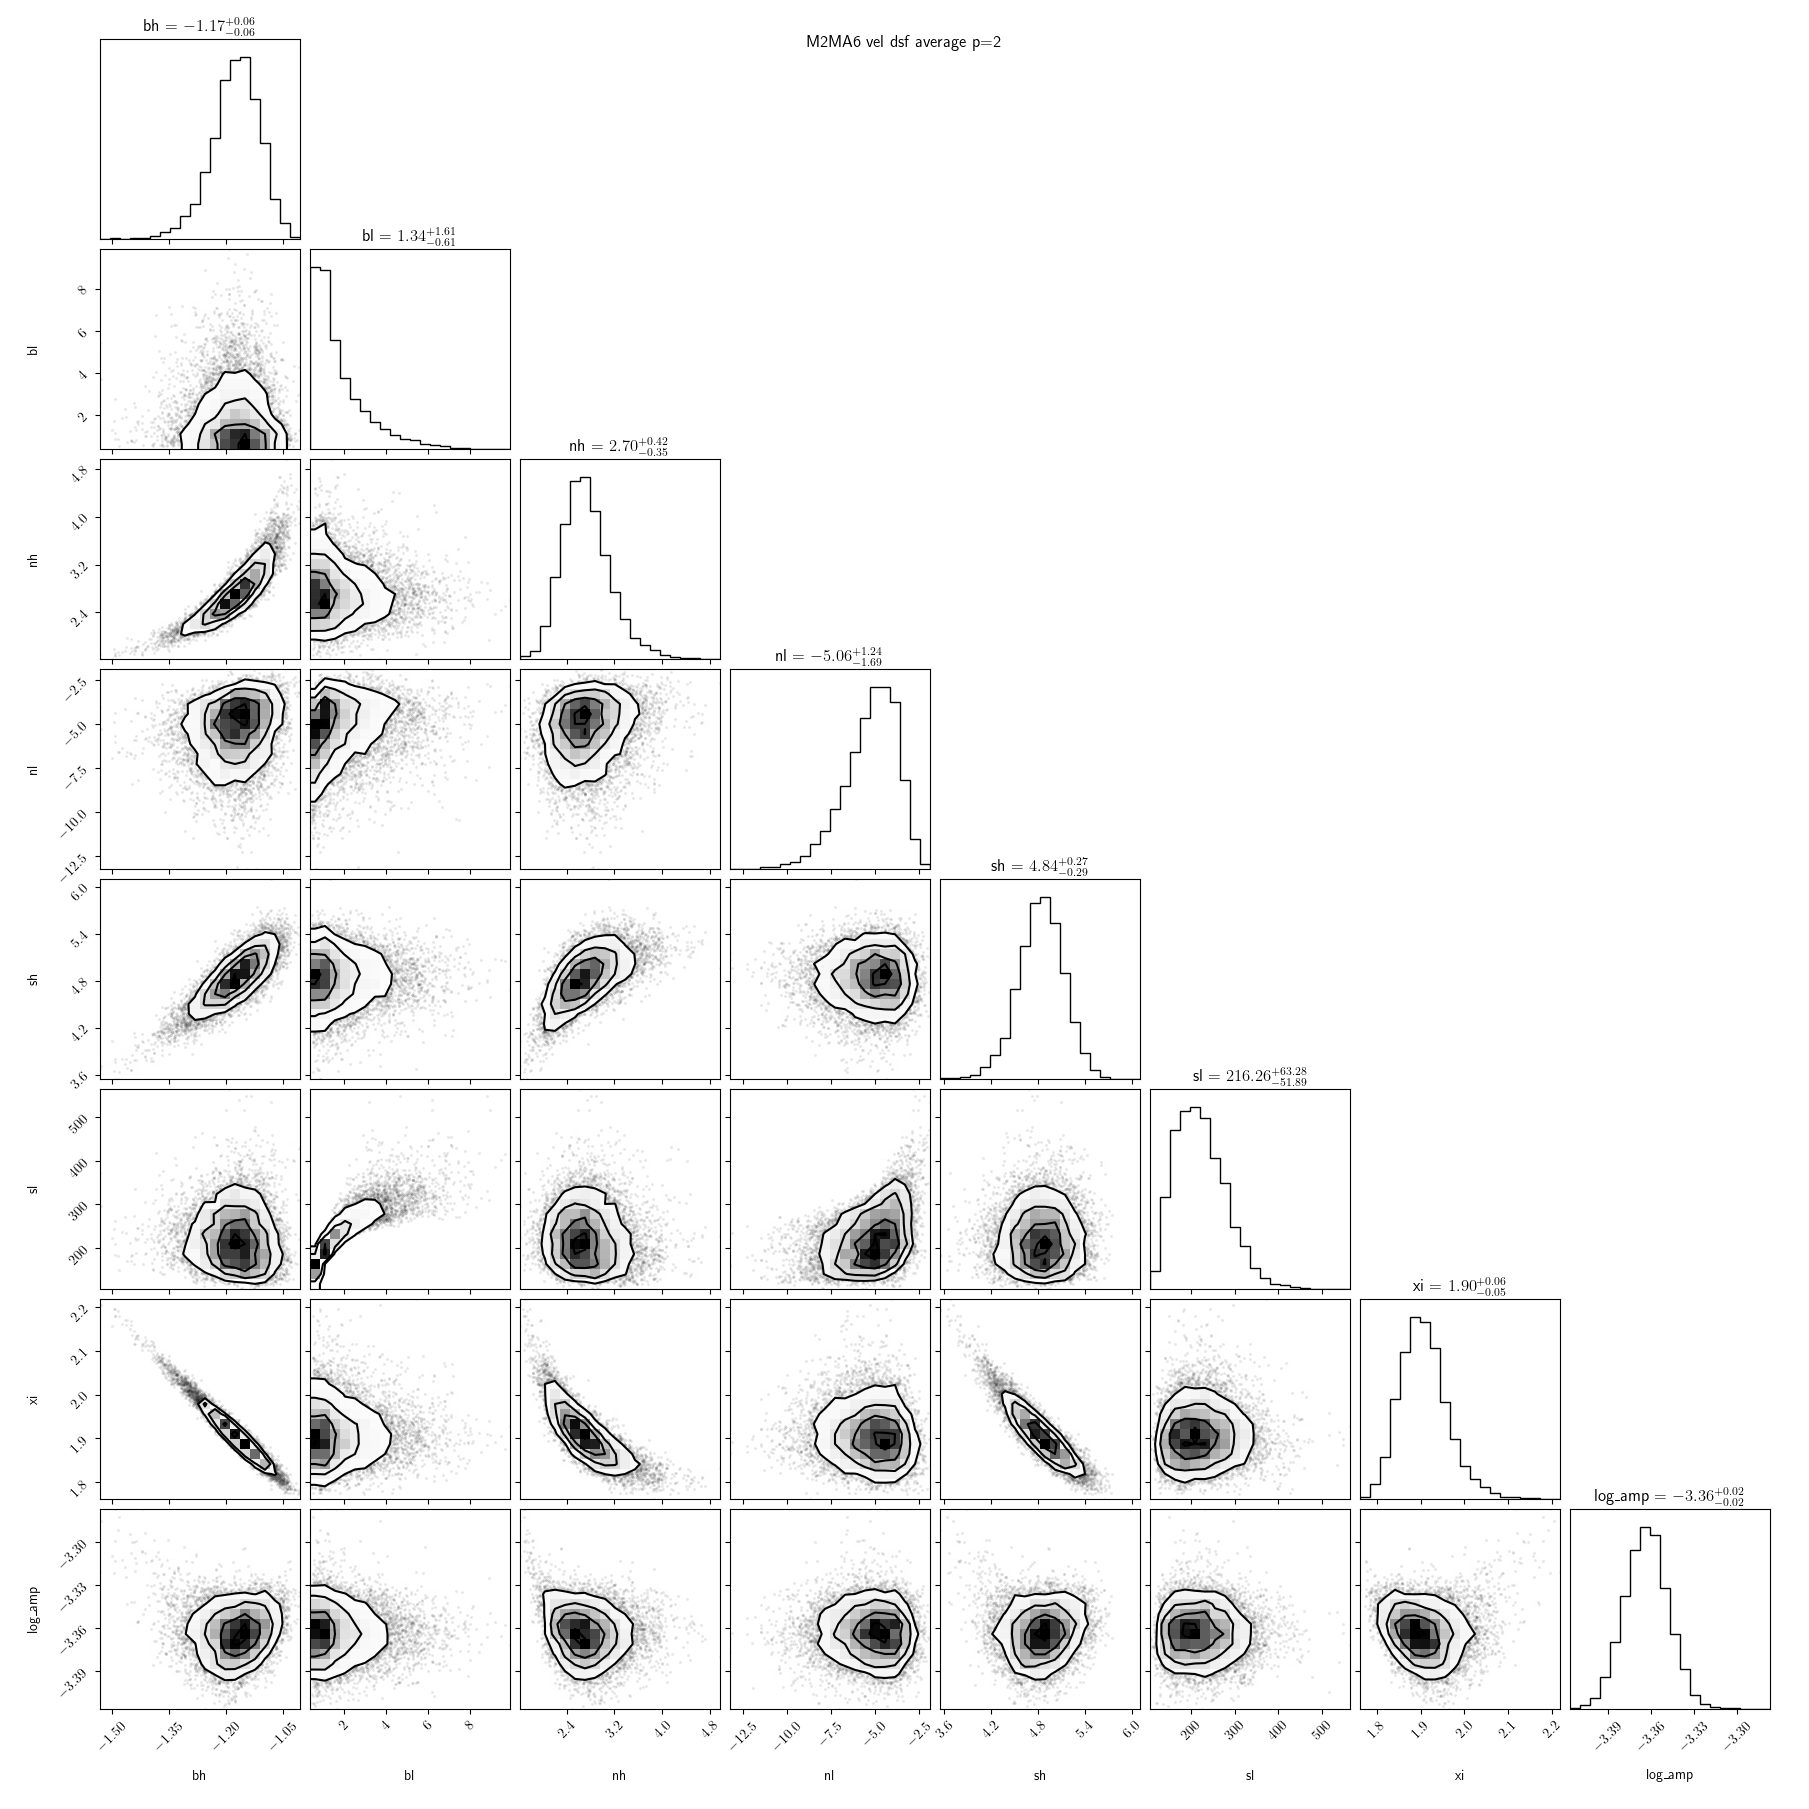 M2MA6 vel dsf average p=2
bh = −1.17+0.06 −0.06
bl = 1.34+1.61 −0.61
bl
8
6
4
2
nh = 2.70+0.42 −0.35
nh
4.8
4.0
3.2
2.4
nl = −5.06+1.24 −1.69
nl
−2.5
−5.0
−7.5
−10.0
−12.5
sh = 4.84+0.27 −0.29
sh
6.0
5.4
4.8
4.2
3.6
sl = 216.26+63.28 −51.89
sl
500
400
300
200
xi = 1.90+0.06 −0.05
xi
2.2
2.1
2.0
1.9
1.8
log_amp = −3.36+0.02 −0.02
log_amp
−3.30
−3.33
−3.36
−3.39
−1.50 −1.35 −1.20 −1.05 2 4 6 8 2.4 3.2 4.0 4.8 −12.5 −10.0 −7.5 −5.0 −2.5 3.6 4.2 4.8 5.4 6.0 200 300 400 500 1.8 1.9 2.0 2.1 2.2 −3.39 −3.36 −3.33 −3.30
bh bl nh nl sh sl xi log_amp